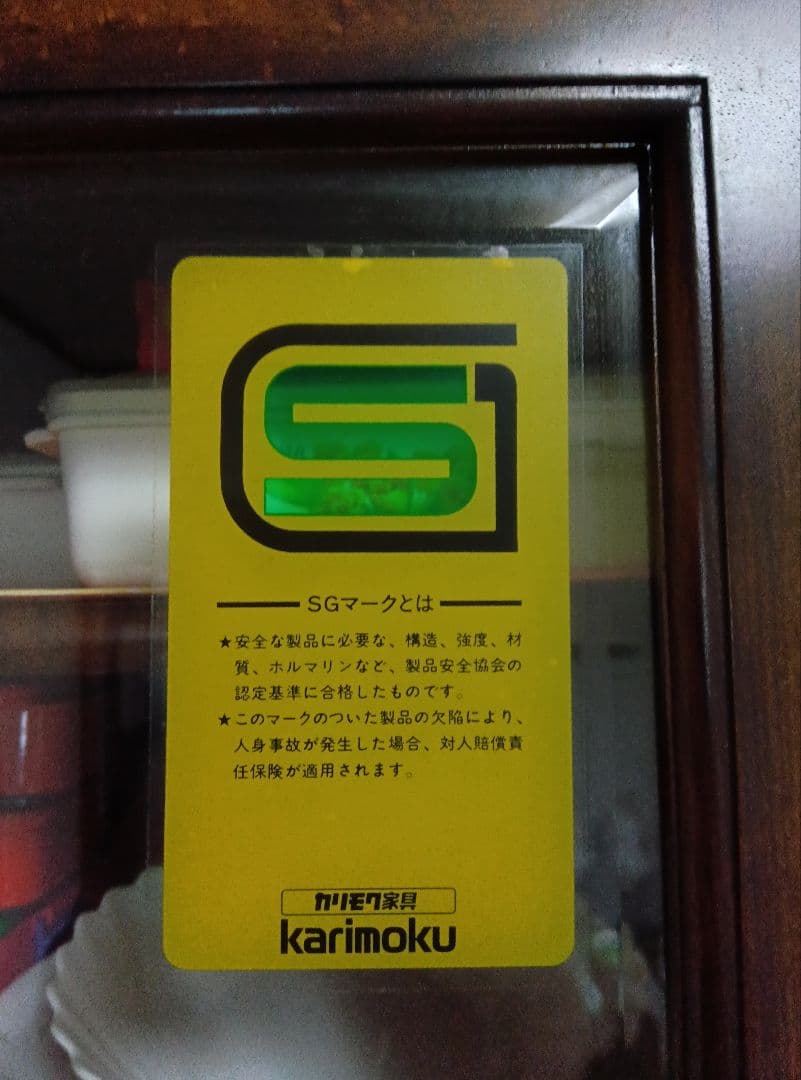 SG
SGマークとは
★安全な製品に必要な、構造、強度、材
質、ホルマリンなど、製品安全協会の
認定基準に合格したものです。
★このマークのついた製品の欠陥により、
人身事故が発生した場合、対人賠償責
任保険が適用されます。
カリモク家具
karimoku